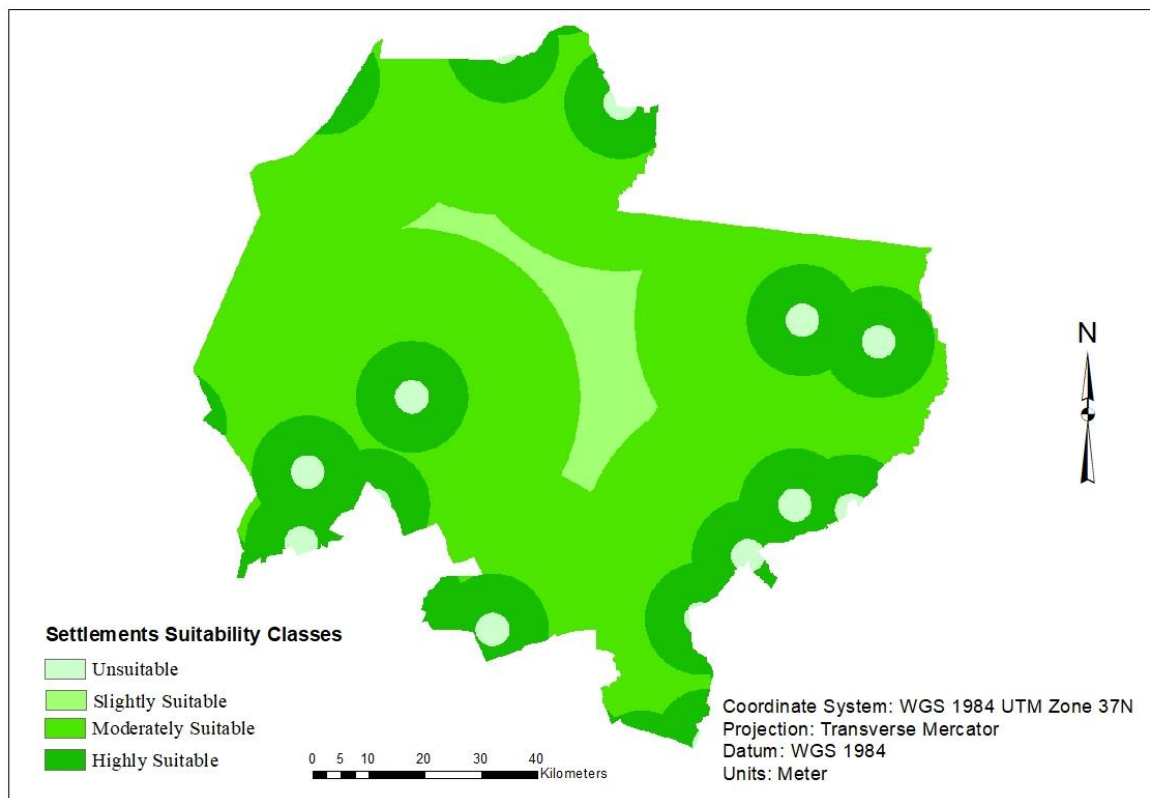 N
Settlements Suitability Classes
Unsuitable
Slightly Suitable
Moderately Suitable
Highly Suitable
0 5 10 20 30 40
Kilometers
Coordinate System: WGS 1984 UTM Zone 37N
Projection: Transverse Mercator
Datum: WGS 1984
Units: Meter